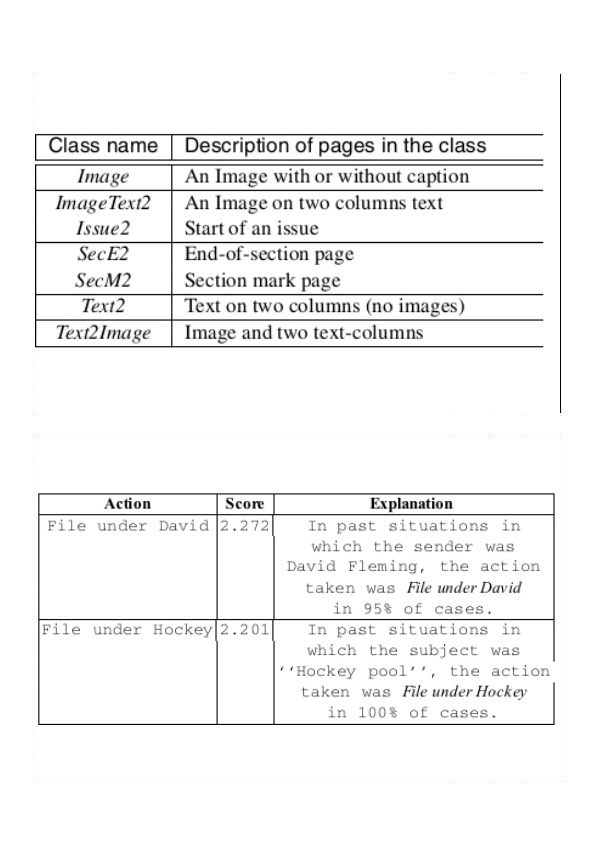 Class name Description of pages in the class
Image An Image with or without caption
ImageText2 An Image on two columns text
Issue2 Start of an issue
SecE2 End-of-section page
SecM2 Section mark page
Text2 Text on two columns (no images)
Text2Image Image and two text-columns
Action Score Explanation
File under David 2.272 In past situations in
which the sender was
David Fleming, the action
taken was File under David
in 95% of cases.
File under Hockey 2.201 In past situations in
which the subject was
‘‘Hockey pool’’, the action
taken was File under Hockey
in 100% of cases.